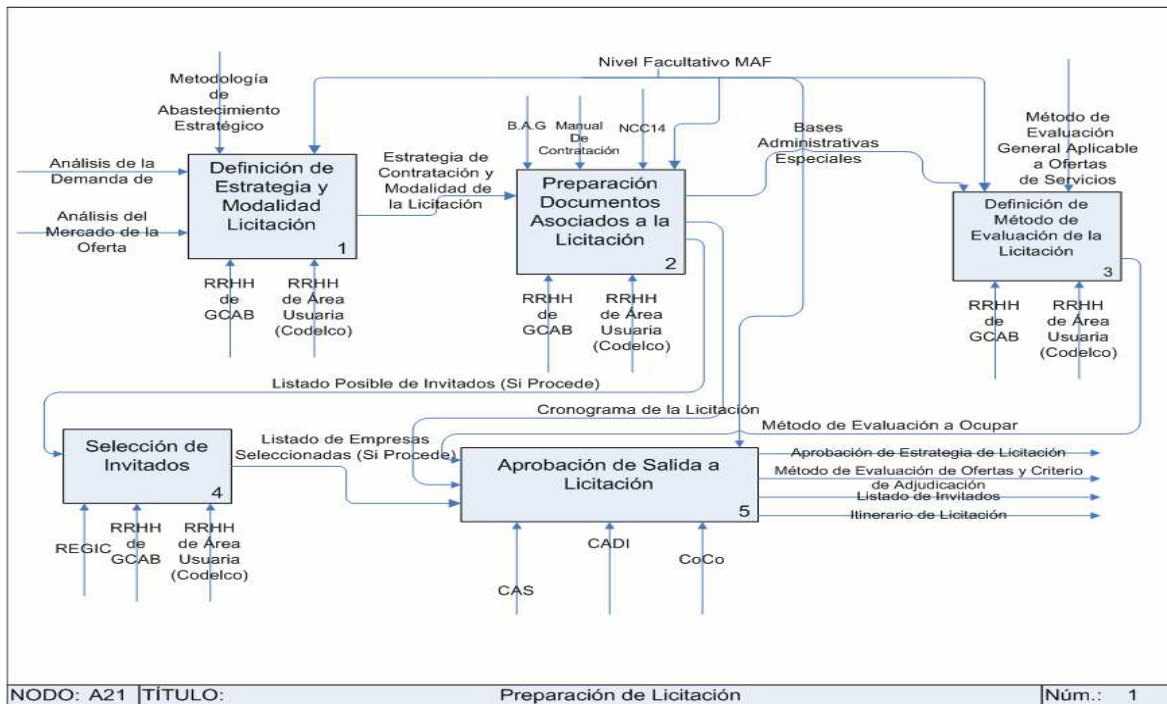 Nivel Facultativo MAF
Metodología
de
Abastecimiento
Estratégico
B.A.G
Manual
De
Contratación
NCC14
Bases
Administrativas
Especiales
Método de
Evaluación
General Aplicable
a Ofertas
de Servicios
Análisis de la
Demanda de
Análisis del
Mercado de la
Oferta
Definición de
Estrategia y
Modalidad
Licitación
1
Estrategia de
Contratación y
Modalidad de
la Licitación
Preparación
Documentos
Asociados a la
Licitación
2
Definición de
Método de
Evaluación de la
Licitación
3
RRHH
de
GCAB
RRHH
de Área
Usuaria
(Codelco)
RRHH
de
GCAB
RRHH
de Área
Usuaria
(Codelco)
RRHH
de
GCAB
RRHH
de Área
Usuaria
(Codelco)
Listado Posible de Invitados (Si Procede)
Cronograma de la Licitación
Método de Evaluación a Ocupar
Selección de
Invitados
4
Listado de Empresas
Seleccionadas (Si Procede)
Aprobación de Salida a
Licitación
5
Aprobación de Estrategia de Licitación
Método de Evaluación de Ofertas y Criterio
de Adjudicación
Listado de Invitados
Itinerario de Licitación
REGIC
RRHH
de
GCAB
RRHH
de Área
Usuaria
(Codelco)
CAS
CADI
CoCo
NODO: A21
TÍTULO:
Preparación de Licitación
Núm.: 1